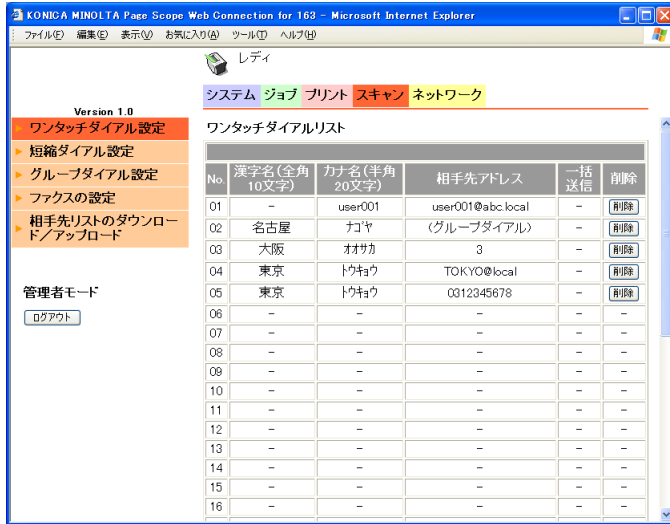 KONICA MINOLTA Page Scope Web Connection for 163 - Microsoft Internet Explorer
ファイル(F) 編集(E) 表示(V) お気に入り(A) ツール(T) ヘルプ(H)
レディ
システム ジョブ プリント スキャン ネットワーク
Version 1.0
ワンタッチダイアル設定
短縮ダイアル設定
グループダイアル設定
ファクスの設定
相手先リストのダウンロー
ド／アップロード
管理者モード
ログアウト
ワンタッチダイアルリスト
No. 漢字名(全角10文字) カナ名(半角20文字) 相手先アドレス 一括送信 削除
01 - user001 user001@abc.local - 削除
02 名古屋 ﾅｺﾞﾔ (グループダイアル) - 削除
03 大阪 ｵｵｻｶ 3 - 削除
04 東京 ﾄｳｷｮｳ TOKYO@local - 削除
05 東京 ﾄｳｷｮｳ 0312345678 - 削除
06 - - - - -
07 - - - - -
08 - - - - -
09 - - - - -
10 - - - - -
11 - - - - -
12 - - - - -
13 - - - - -
14 - - - - -
15 - - - - -
16 - - - - -